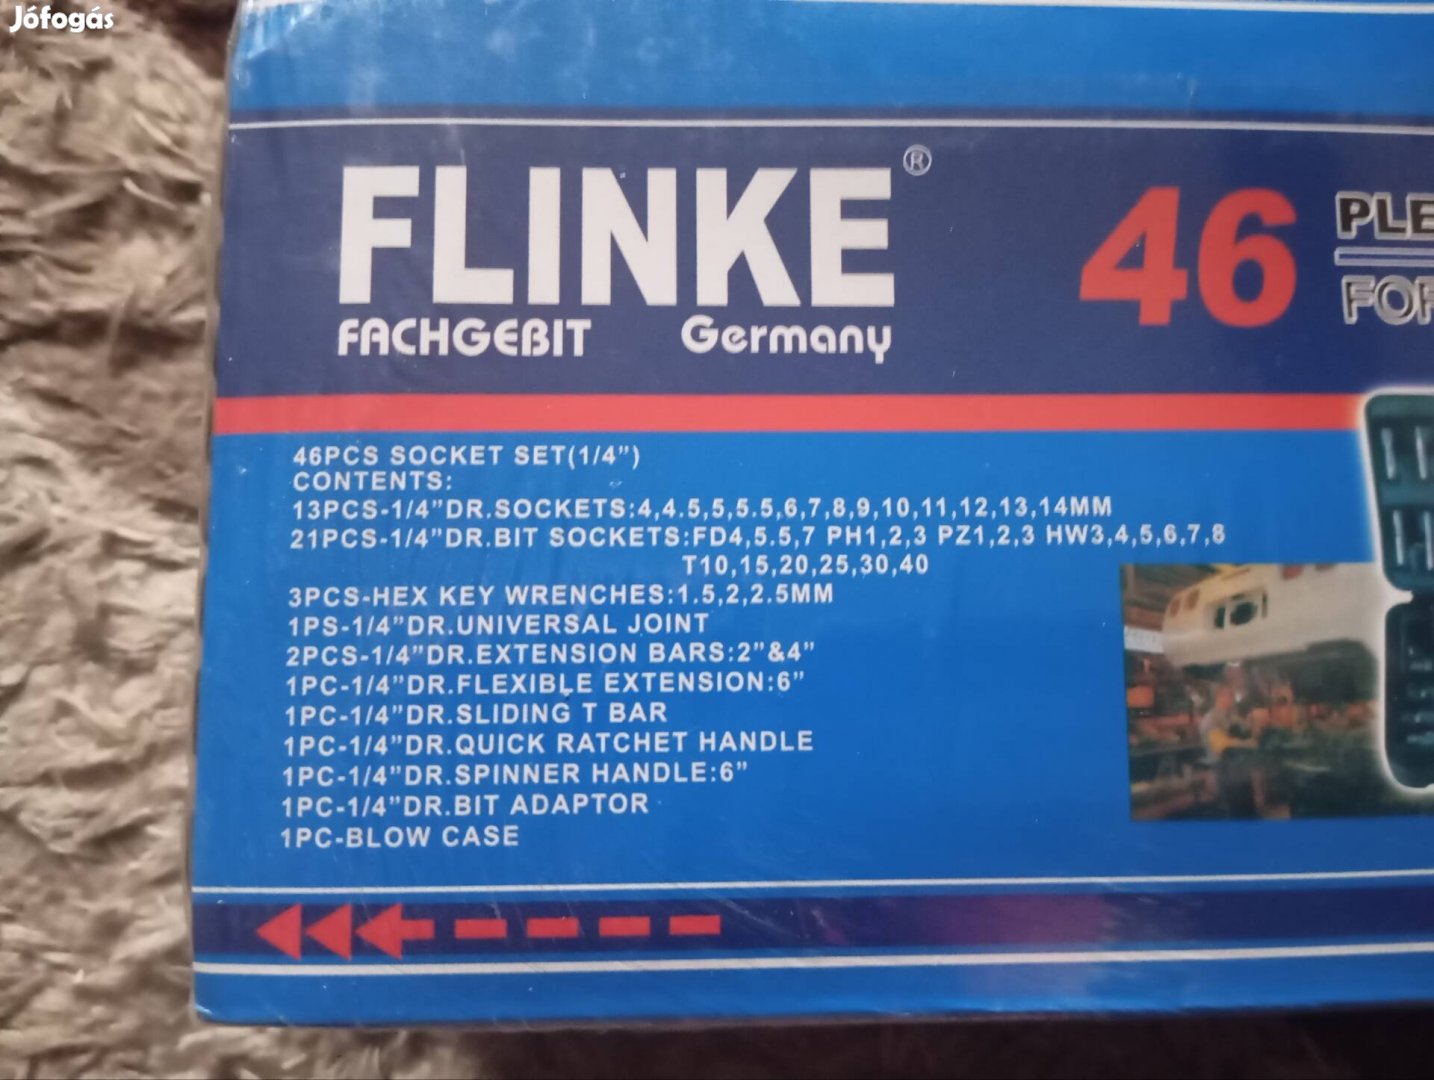 Jófogás
FLINKE®
FACHGEBIT Germany
46
46PCS SOCKET SET(1/4")
CONTENTS:
13PCS-1/4"DR.SOCKETS:4,4.5,5,5.5,6,7,8,9,10,11,12,13,14MM
21PCS-1/4"DR.BIT SOCKETS:FD4,5.5,7 PH1,2,3 PZ1,2,3 HW3,4,5,6,7,8
T10,15,20,25,30,40
3PCS-HEX KEY WRENCHES:1.5,2,2.5MM
1PS-1/4"DR.UNIVERSAL JOINT
2PCS-1/4"DR.EXTENSION BARS:2"&4"
1PC-1/4"DR.FLEXIBLE EXTENSION:6"
1PC-1/4"DR.SLIDING T BAR
1PC-1/4"DR.QUICK RATCHET HANDLE
1PC-1/4"DR.SPINNER HANDLE:6"
1PC-1/4"DR.BIT ADAPTOR
1PC-BLOW CASE